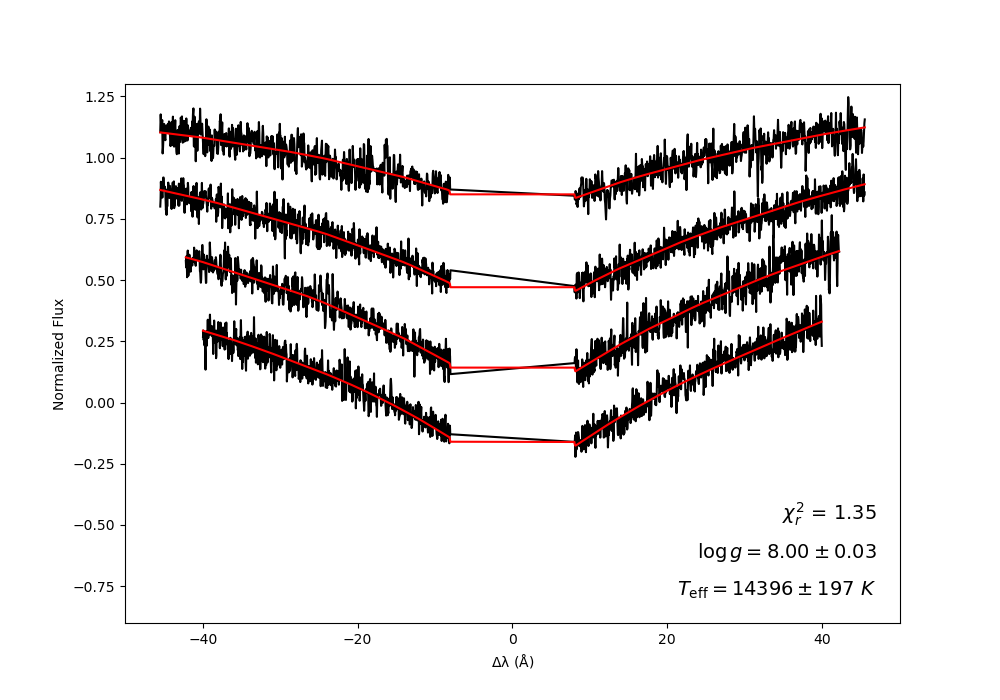 1.25
1.00
0.75
0.50
0.25
0.00
−0.25
−0.50
−0.75
Normalized Flux
χ²ᵣ = 1.35
log g = 8.00 ± 0.03
T_eff = 14396 ± 197 K
−40 −20 0 20 40
Δλ (Å)